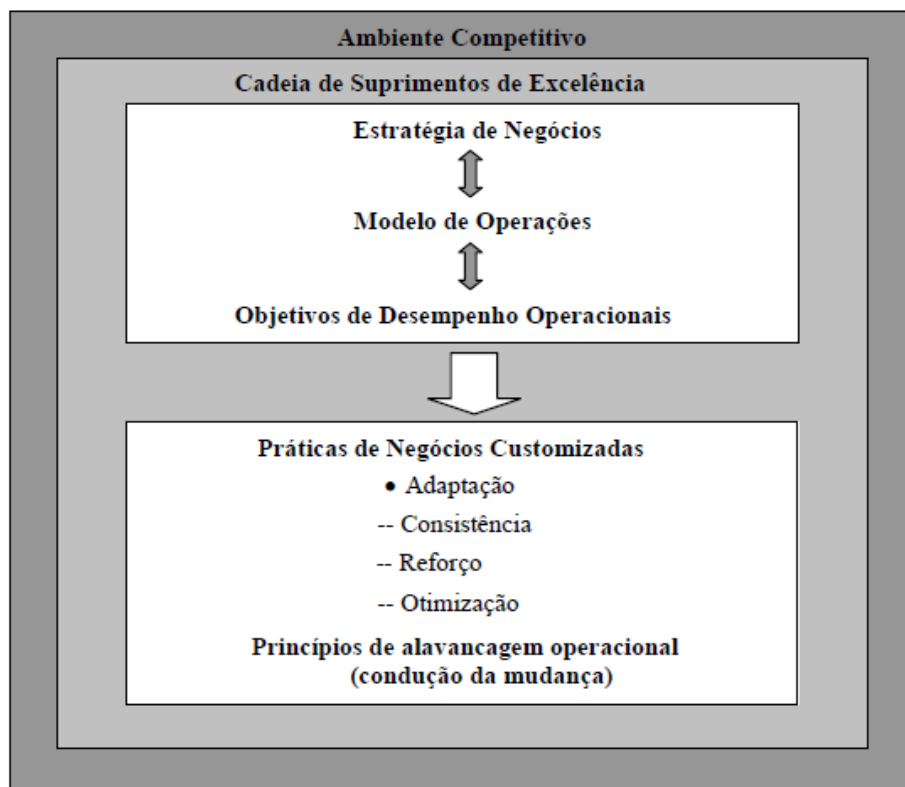 Ambiente Competitivo
Cadeia de Suprimentos de Excelência
Estratégia de Negócios
Modelo de Operações
Objetivos de Desempenho Operacionais
Práticas de Negócios Customizadas
• Adaptação
-- Consistência
-- Reforço
-- Otimização
Princípios de alavancagem operacional
(condução da mudança)